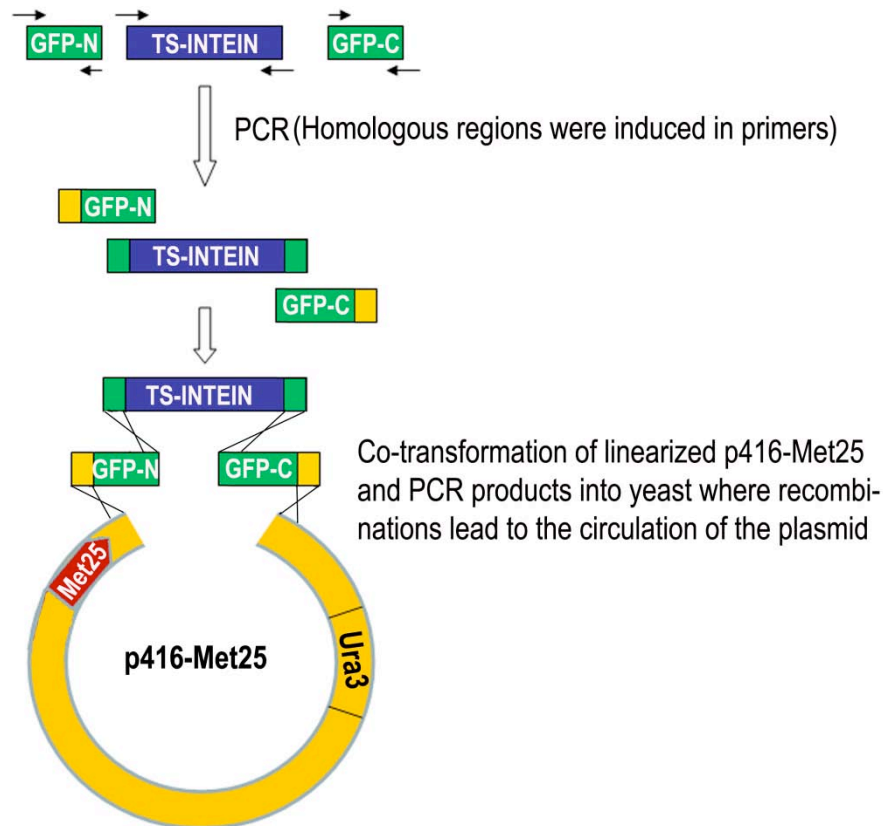 GFP-N TS-INTEIN GFP-C
PCR (Homologous regions were induced in primers)
GFP-N
TS-INTEIN
GFP-C
TS-INTEIN
GFP-N GFP-C
Co-transformation of linearized p416-Met25
and PCR products into yeast where recombi-
nations lead to the circulation of the plasmid
Met25
p416-Met25
Ura3